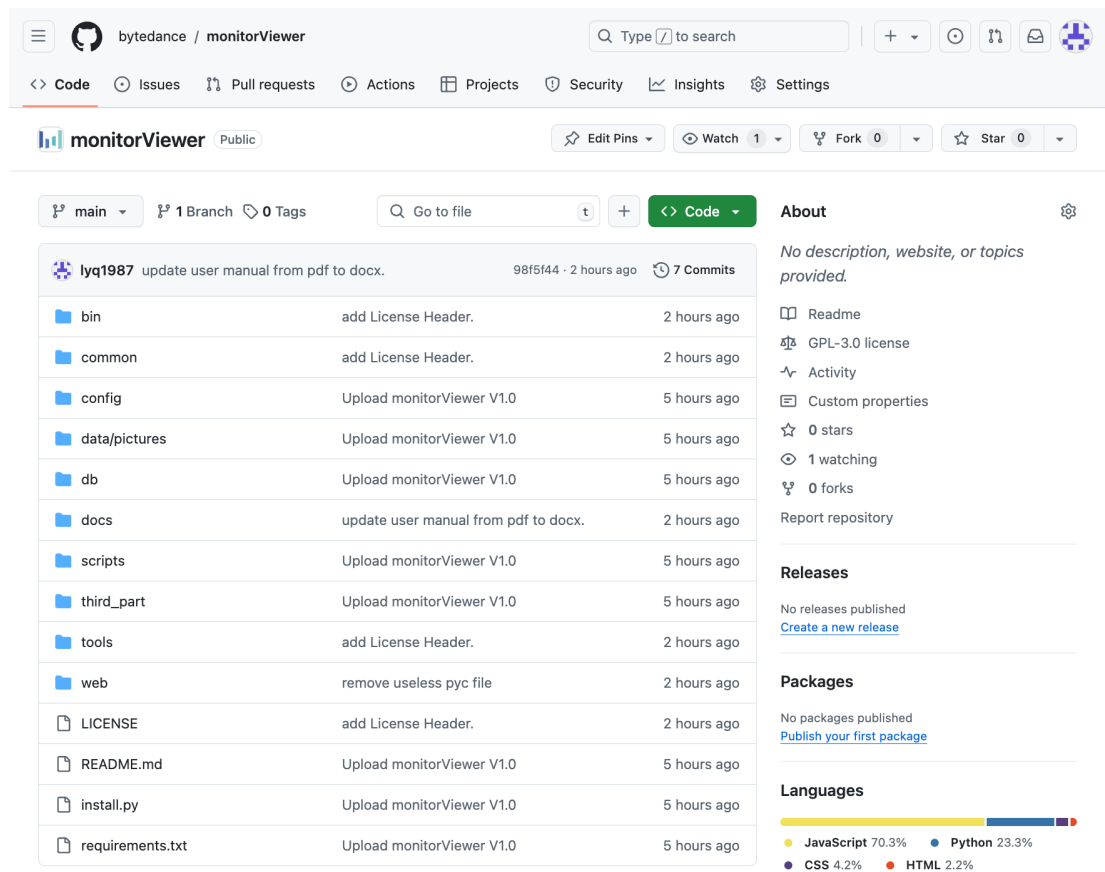 bytedance / monitorViewer
Type / to search
Code Issues Pull requests Actions Projects Security Insights Settings
monitorViewer Public
Edit Pins Watch 1 Fork 0 Star 0
main 1 Branch 0 Tags Go to file t + Code
lyq1987 update user manual from pdf to docx. 98f5f44 · 2 hours ago 7 Commits
bin add License Header. 2 hours ago
common add License Header. 2 hours ago
config Upload monitorViewer V1.0 5 hours ago
data/pictures Upload monitorViewer V1.0 5 hours ago
db Upload monitorViewer V1.0 5 hours ago
docs update user manual from pdf to docx. 2 hours ago
scripts Upload monitorViewer V1.0 5 hours ago
third_part Upload monitorViewer V1.0 5 hours ago
tools add License Header. 2 hours ago
web remove useless pyc file 2 hours ago
LICENSE add License Header. 2 hours ago
README.md Upload monitorViewer V1.0 5 hours ago
install.py Upload monitorViewer V1.0 5 hours ago
requirements.txt Upload monitorViewer V1.0 5 hours ago
About
No description, website, or topics
provided.
Readme
GPL-3.0 license
Activity
Custom properties
0 stars
1 watching
0 forks
Report repository
Releases
No releases published
Create a new release
Packages
No packages published
Publish your first package
Languages
JavaScript 70.3% Python 23.3%
CSS 4.2% HTML 2.2%